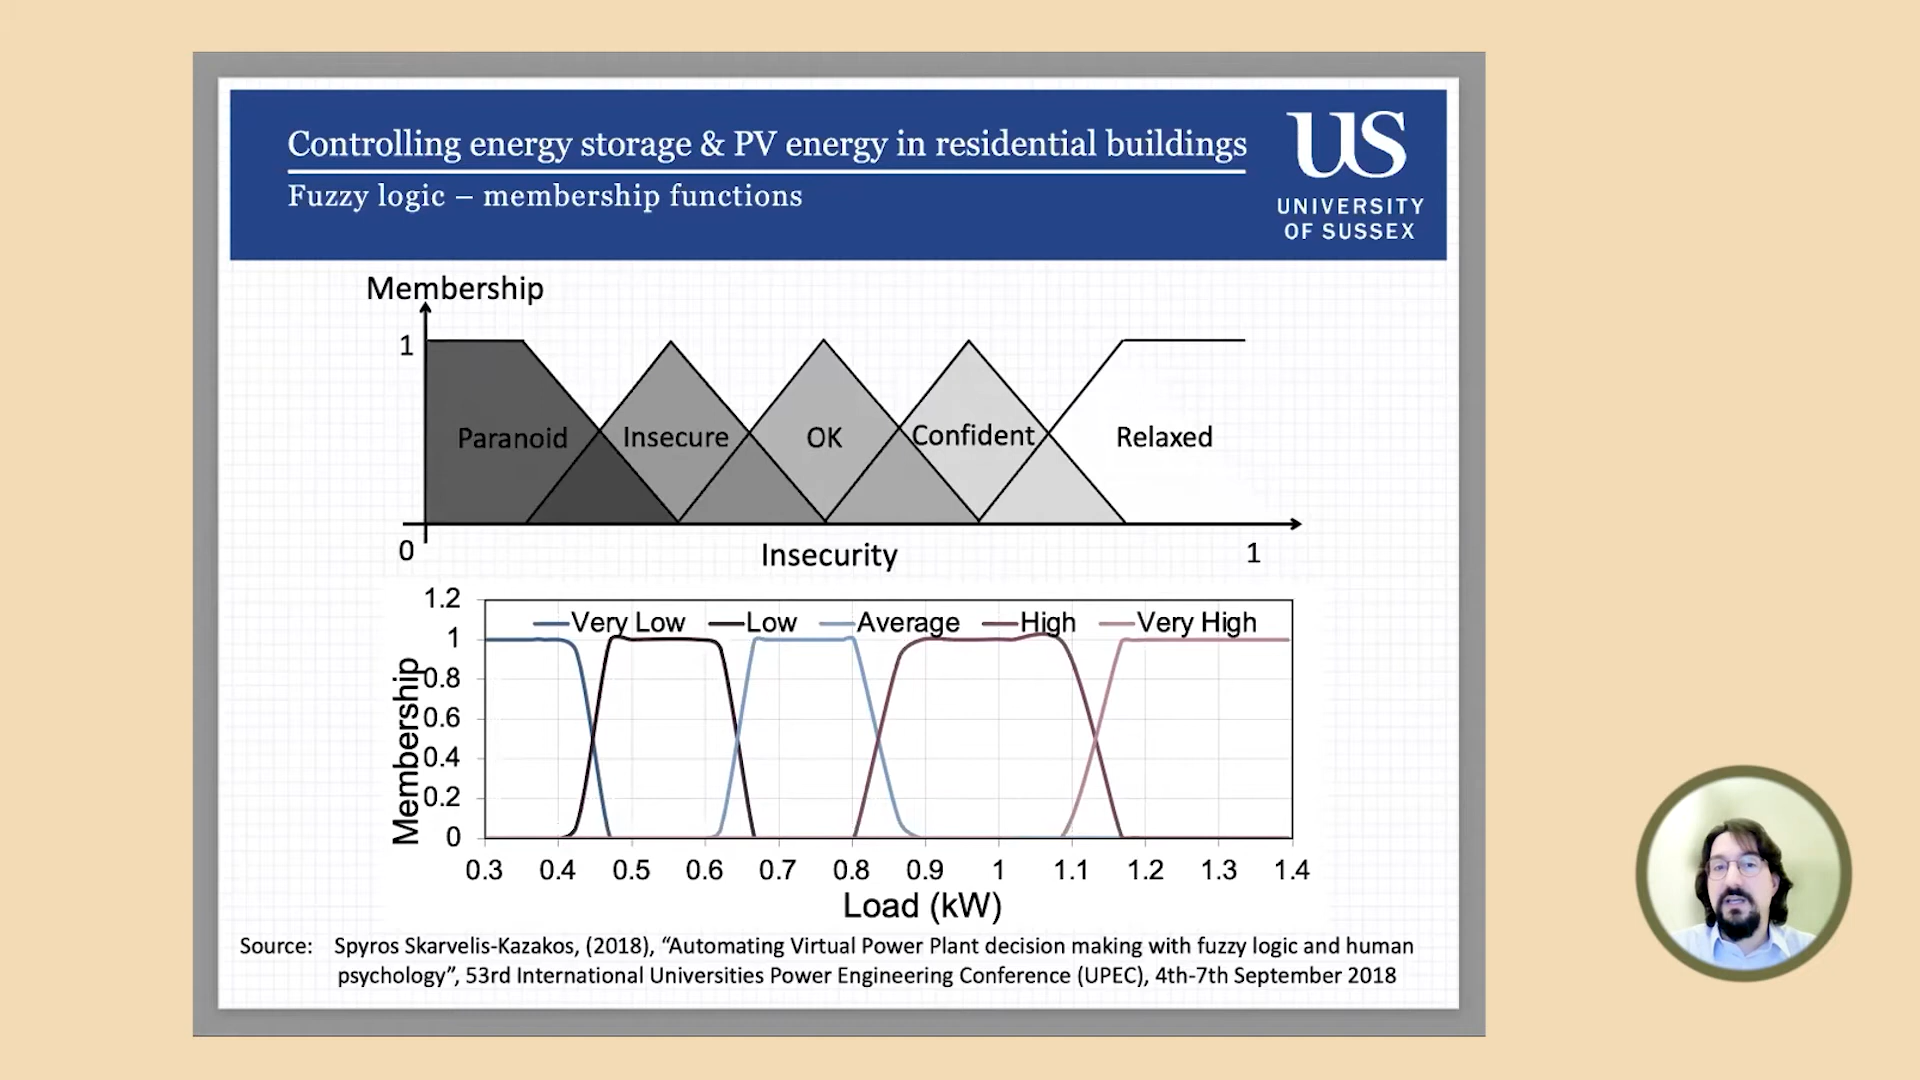 Controlling energy storage & PV energy in residential buildings
Fuzzy logic – membership functions
US
UNIVERSITY
OF SUSSEX
Membership
1
Paranoid
Insecure
OK
Confident
Relaxed
0
Insecurity
1
1.2
Very Low
Low
Average
High
Very High
1
0.8
0.6
0.4
0.2
0
Membership
0.3 0.4 0.5 0.6 0.7 0.8 0.9 1 1.1 1.2 1.3 1.4
Load (kW)
Source: Spyros Skarvelis-Kazakos, (2018), “Automating Virtual Power Plant decision making with fuzzy logic and human
psychology”, 53rd International Universities Power Engineering Conference (UPEC), 4th-7th September 2018